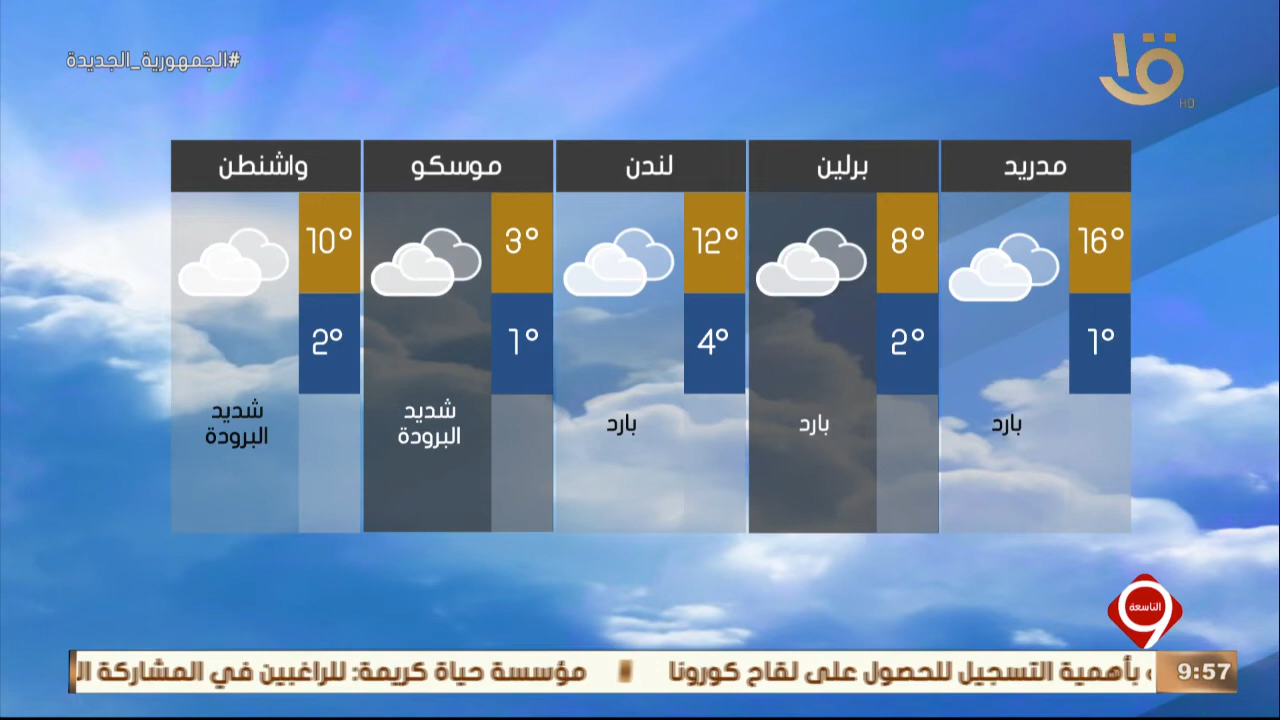 #الجمهورية_الجديدة
HD
مدريد
برلين
لندن
موسكو
واشنطن
16°
8°
12°
3°
10°
1°
2°
4°
1°
2°
بارد
بارد
بارد
شديد
البرودة
شديد
البرودة
9
التاسعة
بأهمية التسجيل للحصول على لقاح كورونا
مؤسسة حياة كريمة: للراغبين في المشاركة
9:57